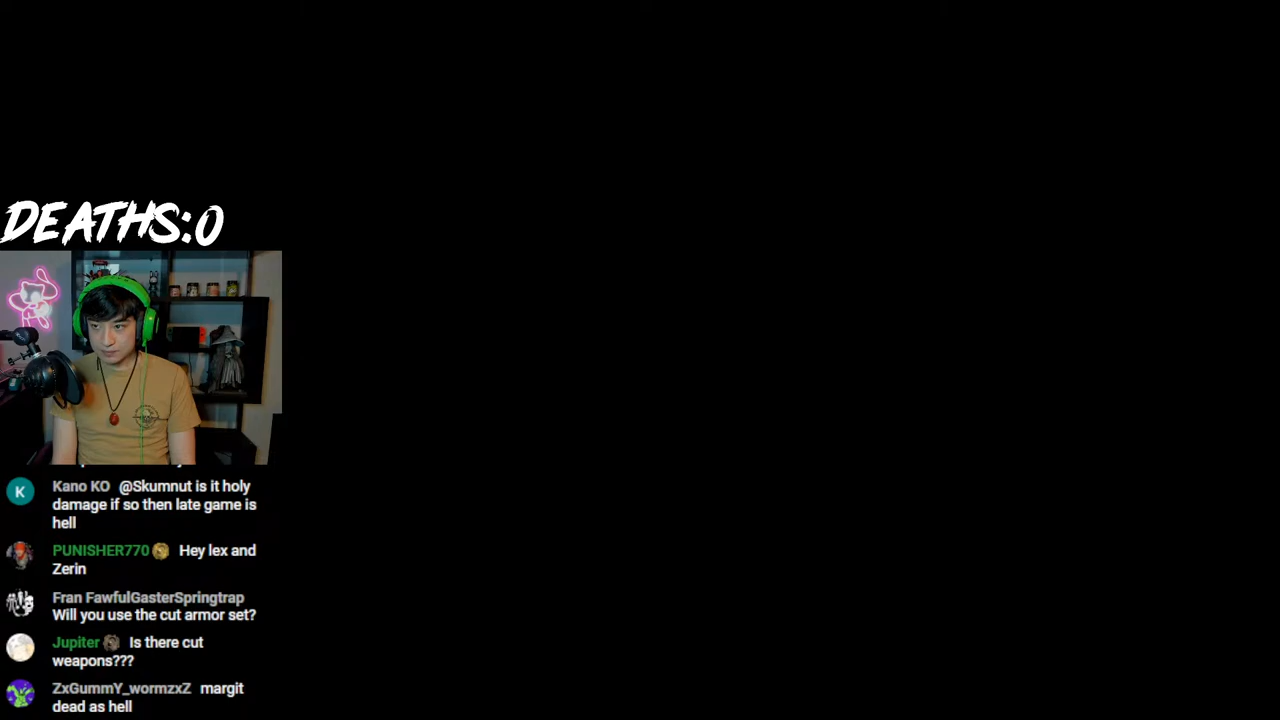 DEATHS:0
Kano KO @Skumnut is it holy
damage if so then late game is
hell
PUNISHER770 Hey lex and
Zerin
Fran FawfulGasterSpringtrap
Will you use the cut armor set?
Jupiter Is there cut
weapons???
ZxGummY_wormzxZ margit
dead as hell